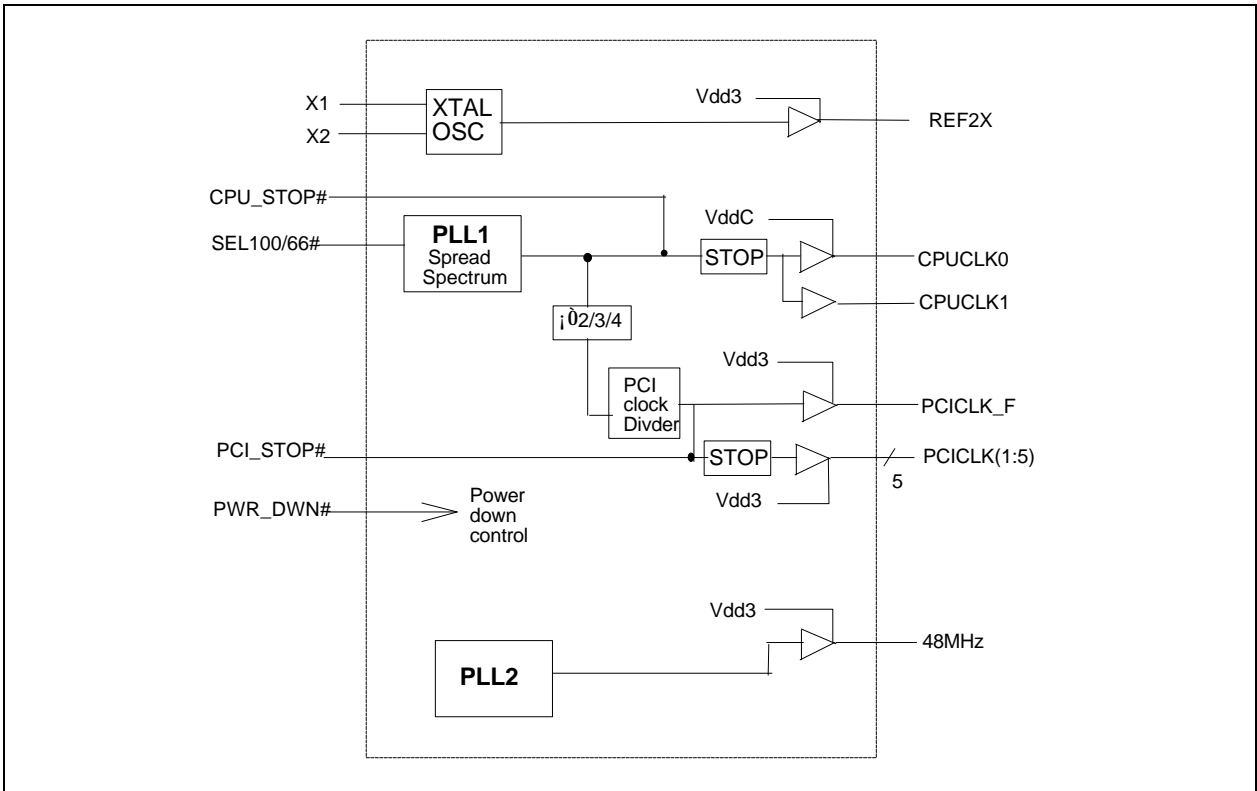 X1
X2
XTAL
OSC
Vdd3
REF2X
CPU_STOP#
SEL100/66#
PLL1
Spread
Spectrum
VddC
STOP
CPUCLK0
CPUCLK1
¡Ò2/3/4
Vdd3
PCI
clock
Divder
PCICLK_F
PCI_STOP#
STOP
PCICLK(1:5)
5
Vdd3
PWR_DWN#
Power
down
control
Vdd3
48MHz
PLL2